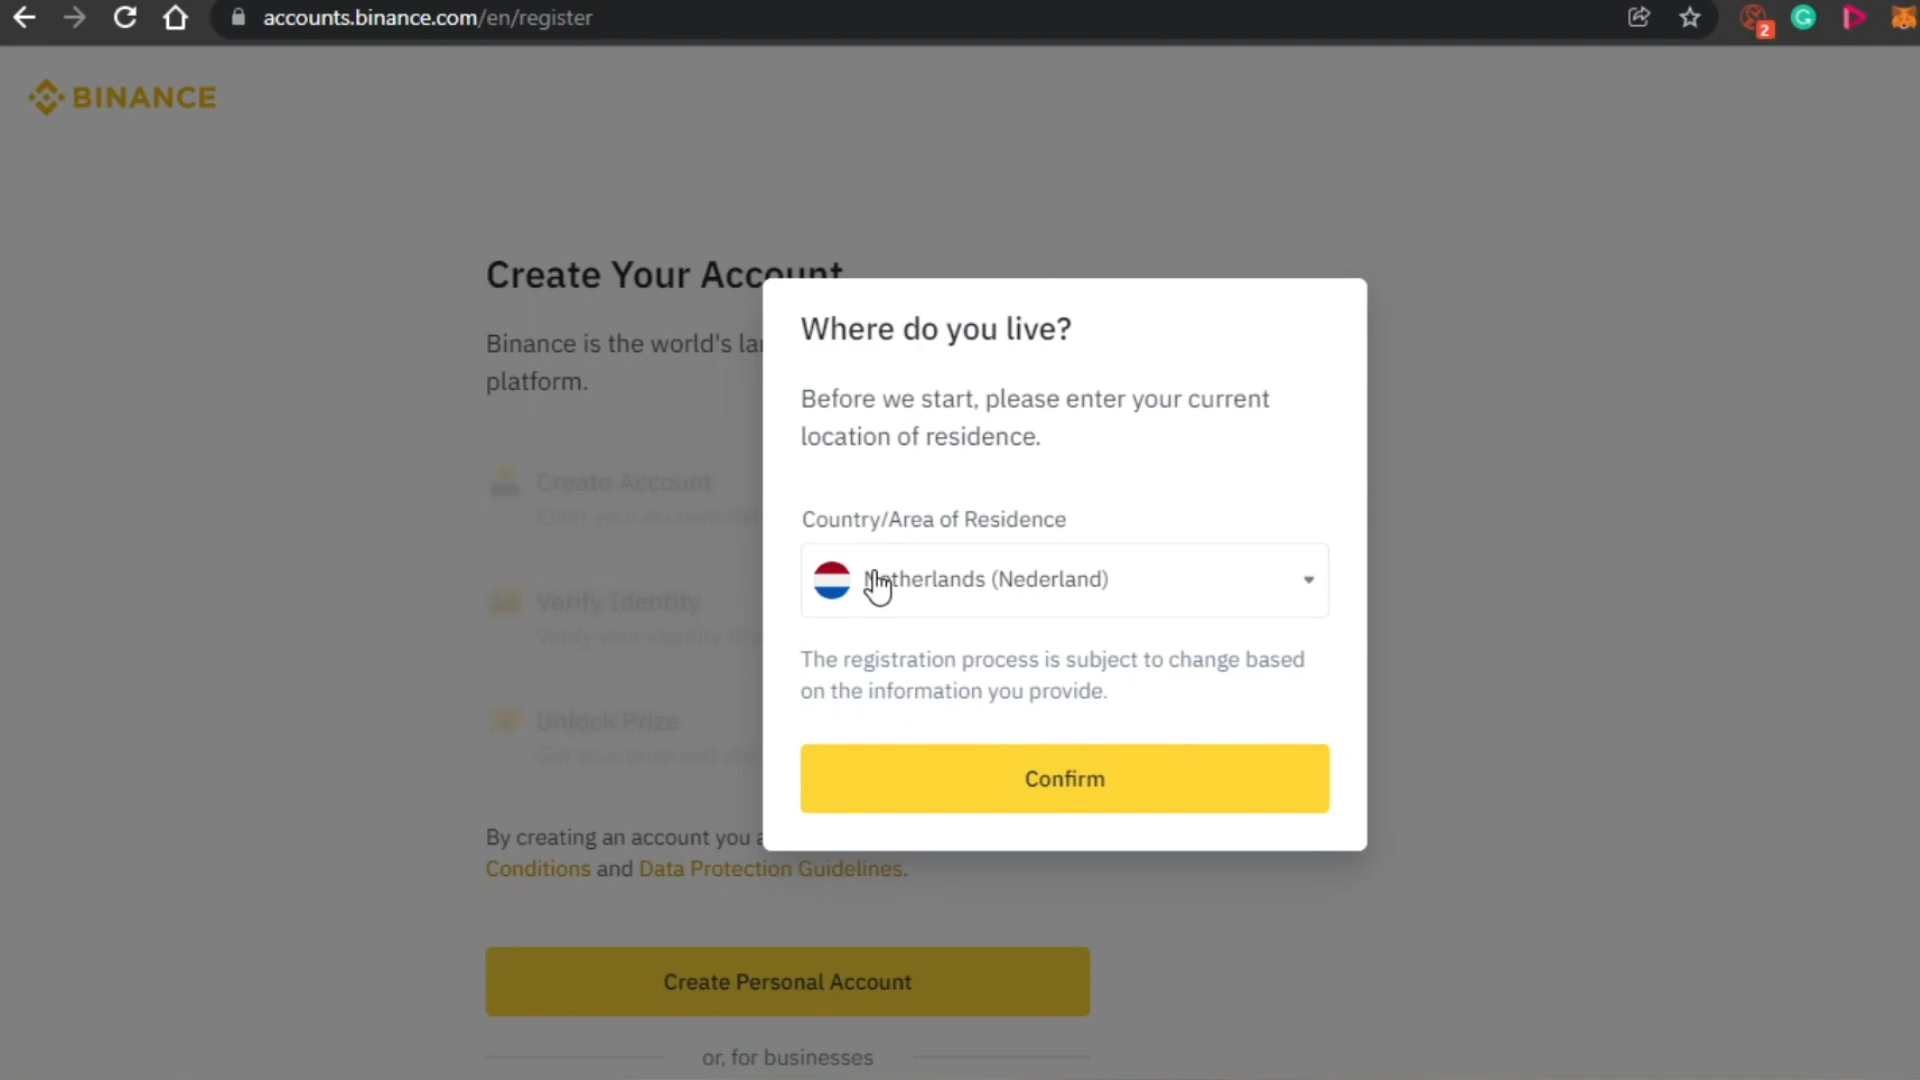 accounts.binance.com/en/register
2
BINANCE
Create Your Account
Binance is the world's
platform.
Create Account
Verify Identity
Unlock Prize
By creating an account you
Conditions and Data Protection Guidelines.
Create Personal Account
or, for businesses
Where do you live?
Before we start, please enter your current
location of residence.
Country/Area of Residence
Netherlands (Nederland)
The registration process is subject to change based
on the information you provide.
Confirm